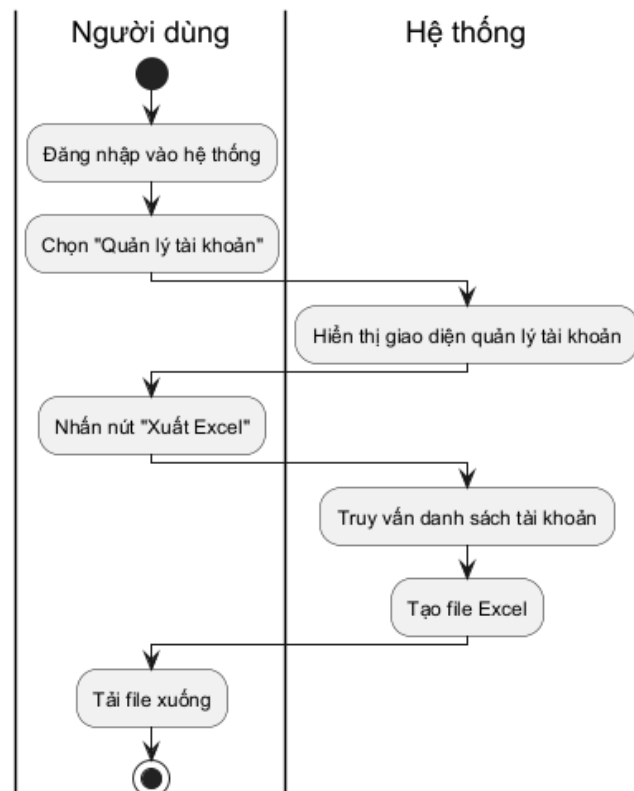 Người dùng
Hệ thống
Đăng nhập vào hệ thống
Chọn "Quản lý tài khoản"
Hiển thị giao diện quản lý tài khoản
Nhấn nút "Xuất Excel"
Truy vấn danh sách tài khoản
Tạo file Excel
Tải file xuống